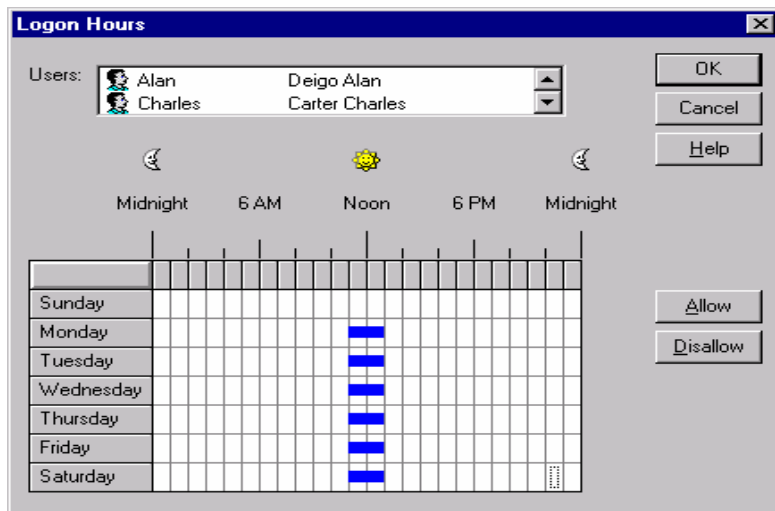 Logon Hours
Users:
Alan Deigo Alan
Charles Carter Charles
OK
Cancel
Help
Midnight 6 AM Noon 6 PM Midnight
Sunday
Monday
Tuesday
Wednesday
Thursday
Friday
Saturday
Allow
Disallow